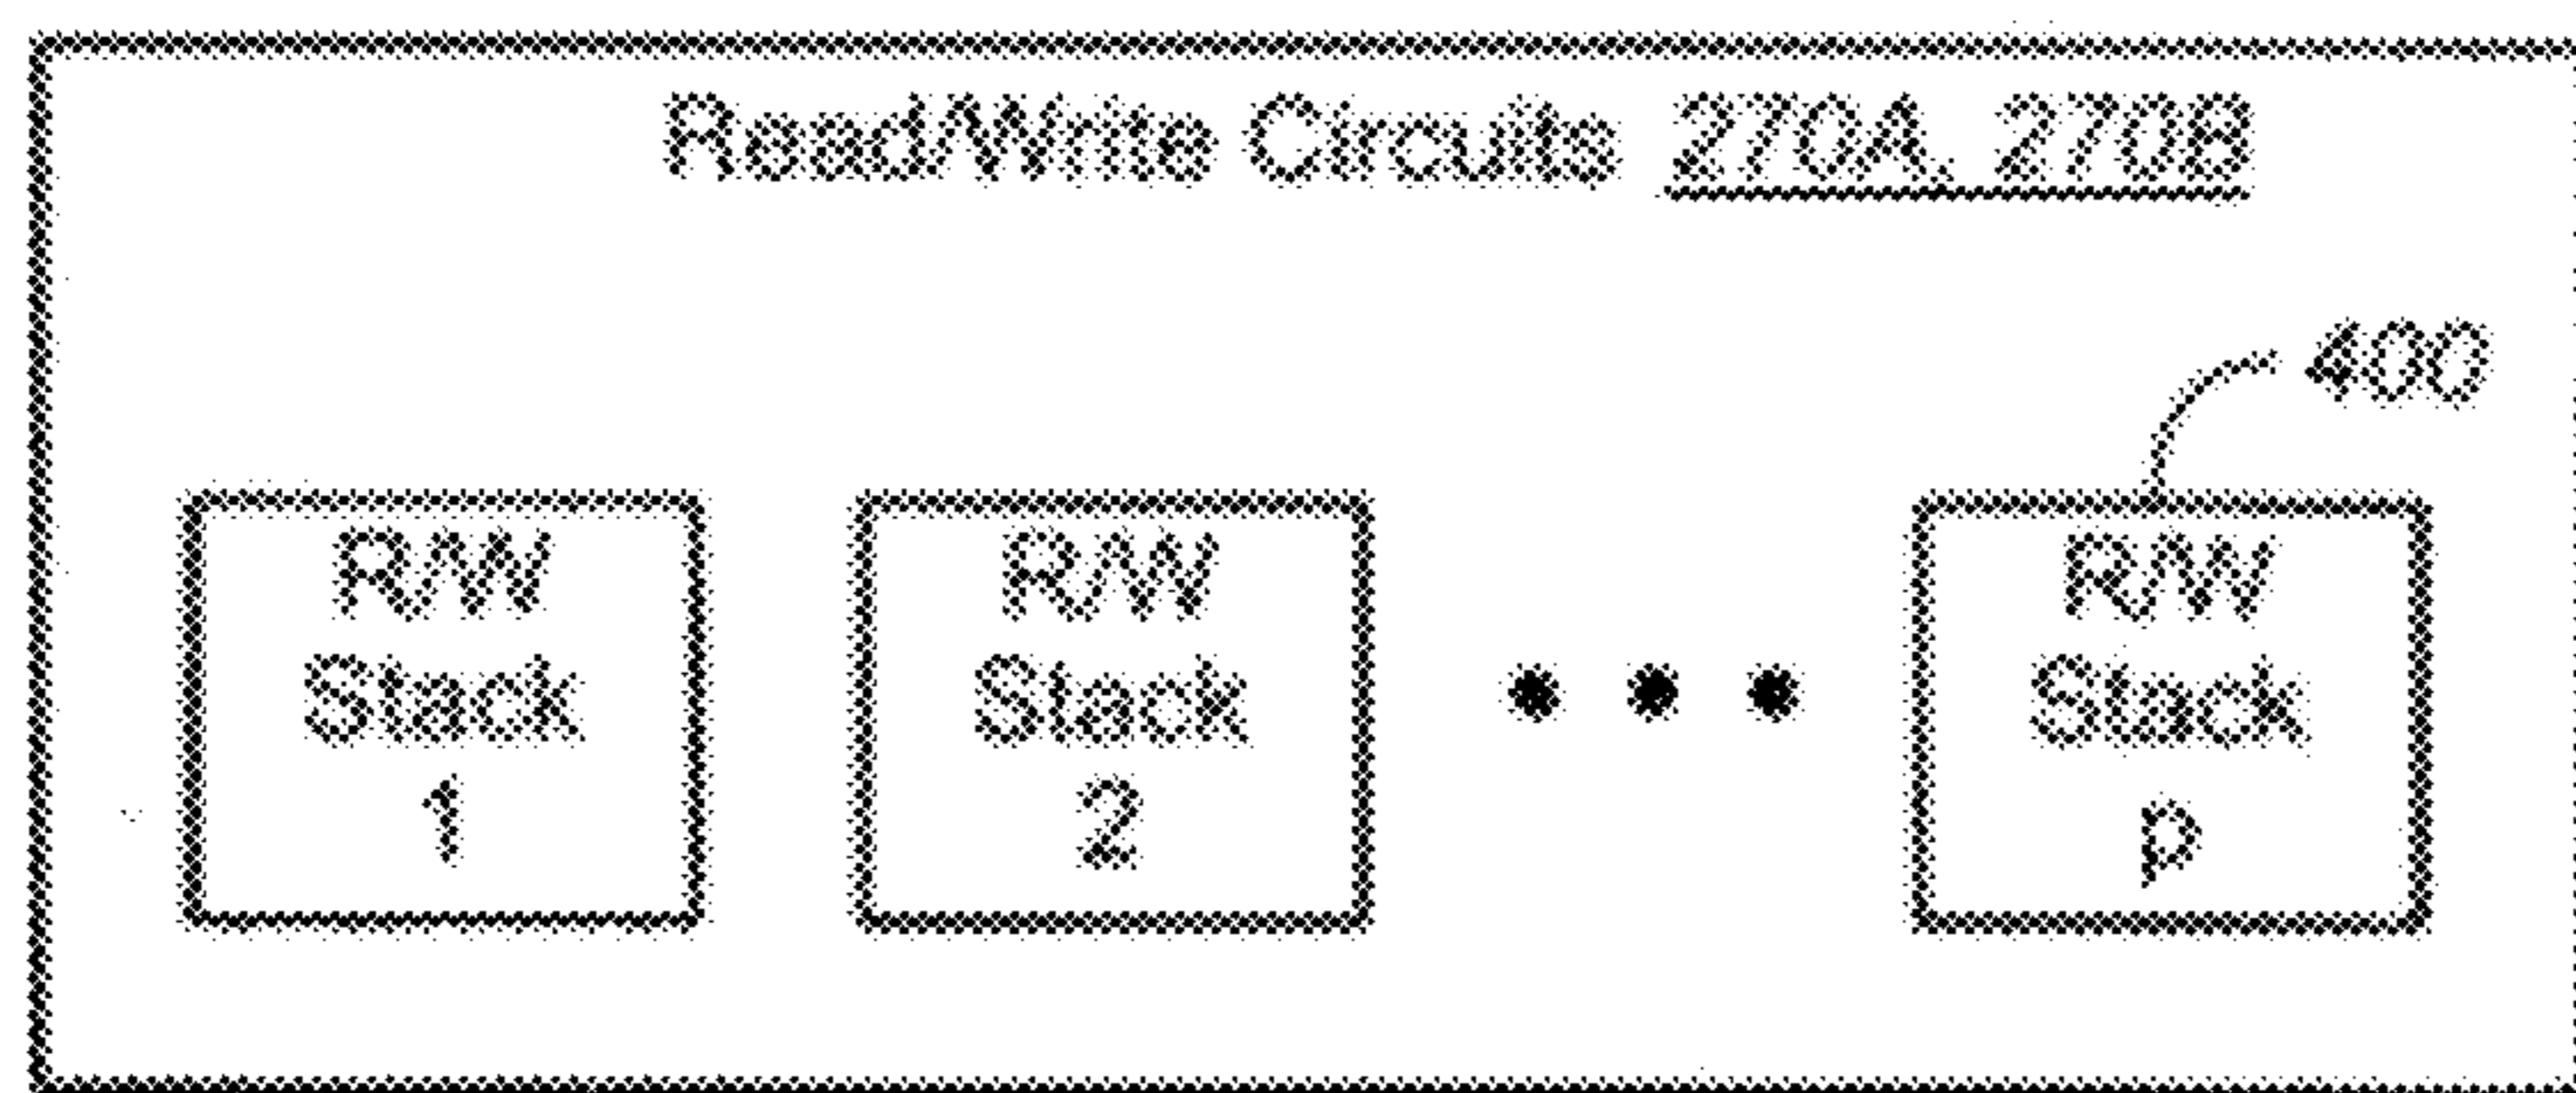 Read/Write Circuits 270A, 270B
400
R/W
Stack
1
R/W
Stack
2
R/W
Stack
p